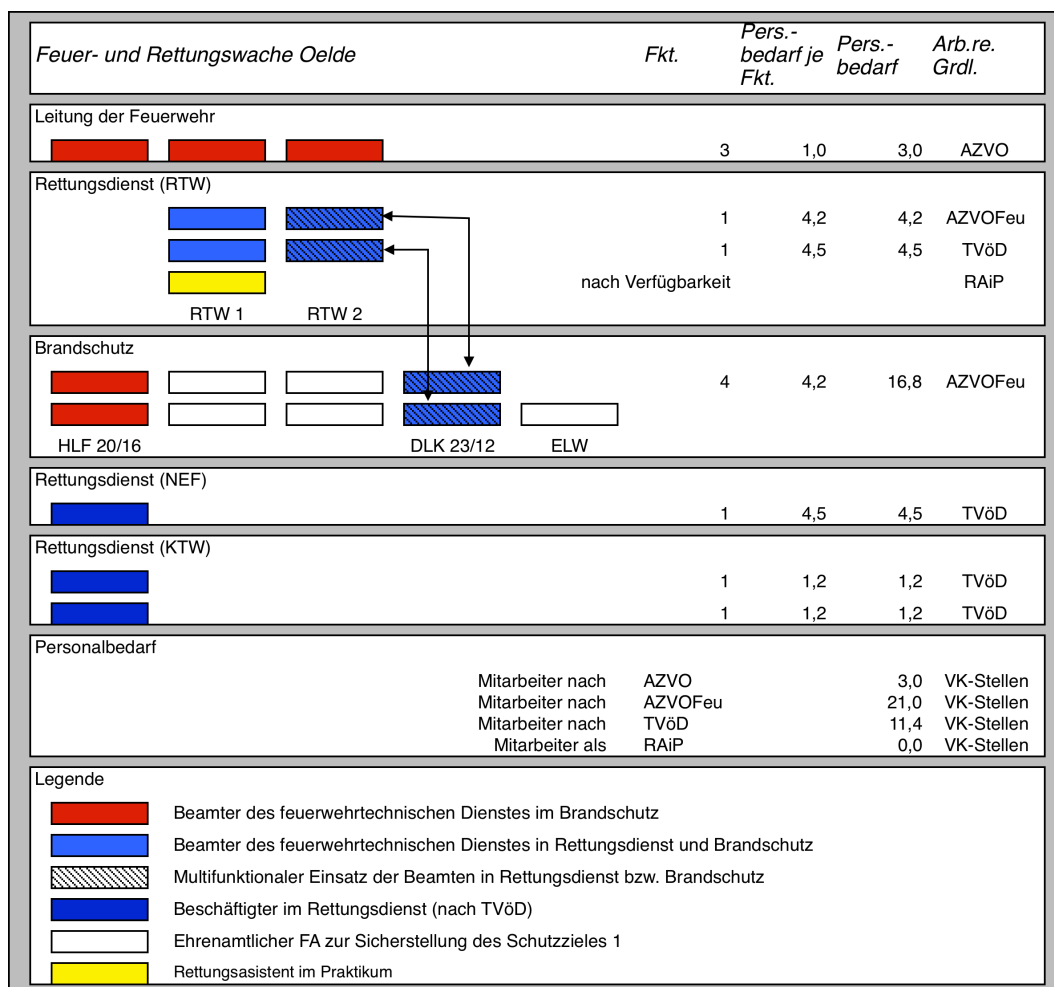 Feuer- und Rettungswache Oelde Fkt. Pers.-bedarf je Fkt. Pers.-bedarf Arb.re. Grdl.
Leitung der Feuerwehr
3 1,0 3,0 AZVO
Rettungsdienst (RTW)
1 4,2 4,2 AZVOFeu
1 4,5 4,5 TVöD
nach Verfügbarkeit RAiP
RTW 1 RTW 2
Brandschutz
4 4,2 16,8 AZVOFeu
HLF 20/16 DLK 23/12 ELW
Rettungsdienst (NEF)
1 4,5 4,5 TVöD
Rettungsdienst (KTW)
1 1,2 1,2 TVöD
1 1,2 1,2 TVöD
Personalbedarf
Mitarbeiter nach AZVO 3,0 VK-Stellen
Mitarbeiter nach AZVOFeu 21,0 VK-Stellen
Mitarbeiter nach TVöD 11,4 VK-Stellen
Mitarbeiter als RAiP 0,0 VK-Stellen
Legende
Beamter des feuerwehrtechnischen Dienstes im Brandschutz
Beamter des feuerwehrtechnischen Dienstes in Rettungsdienst und Brandschutz
Multifunktionaler Einsatz der Beamten in Rettungsdienst bzw. Brandschutz
Beschäftigter im Rettungsdienst (nach TVöD)
Ehrenamtlicher FA zur Sicherstellung des Schutzzieles 1
Rettungsasistent im Praktikum